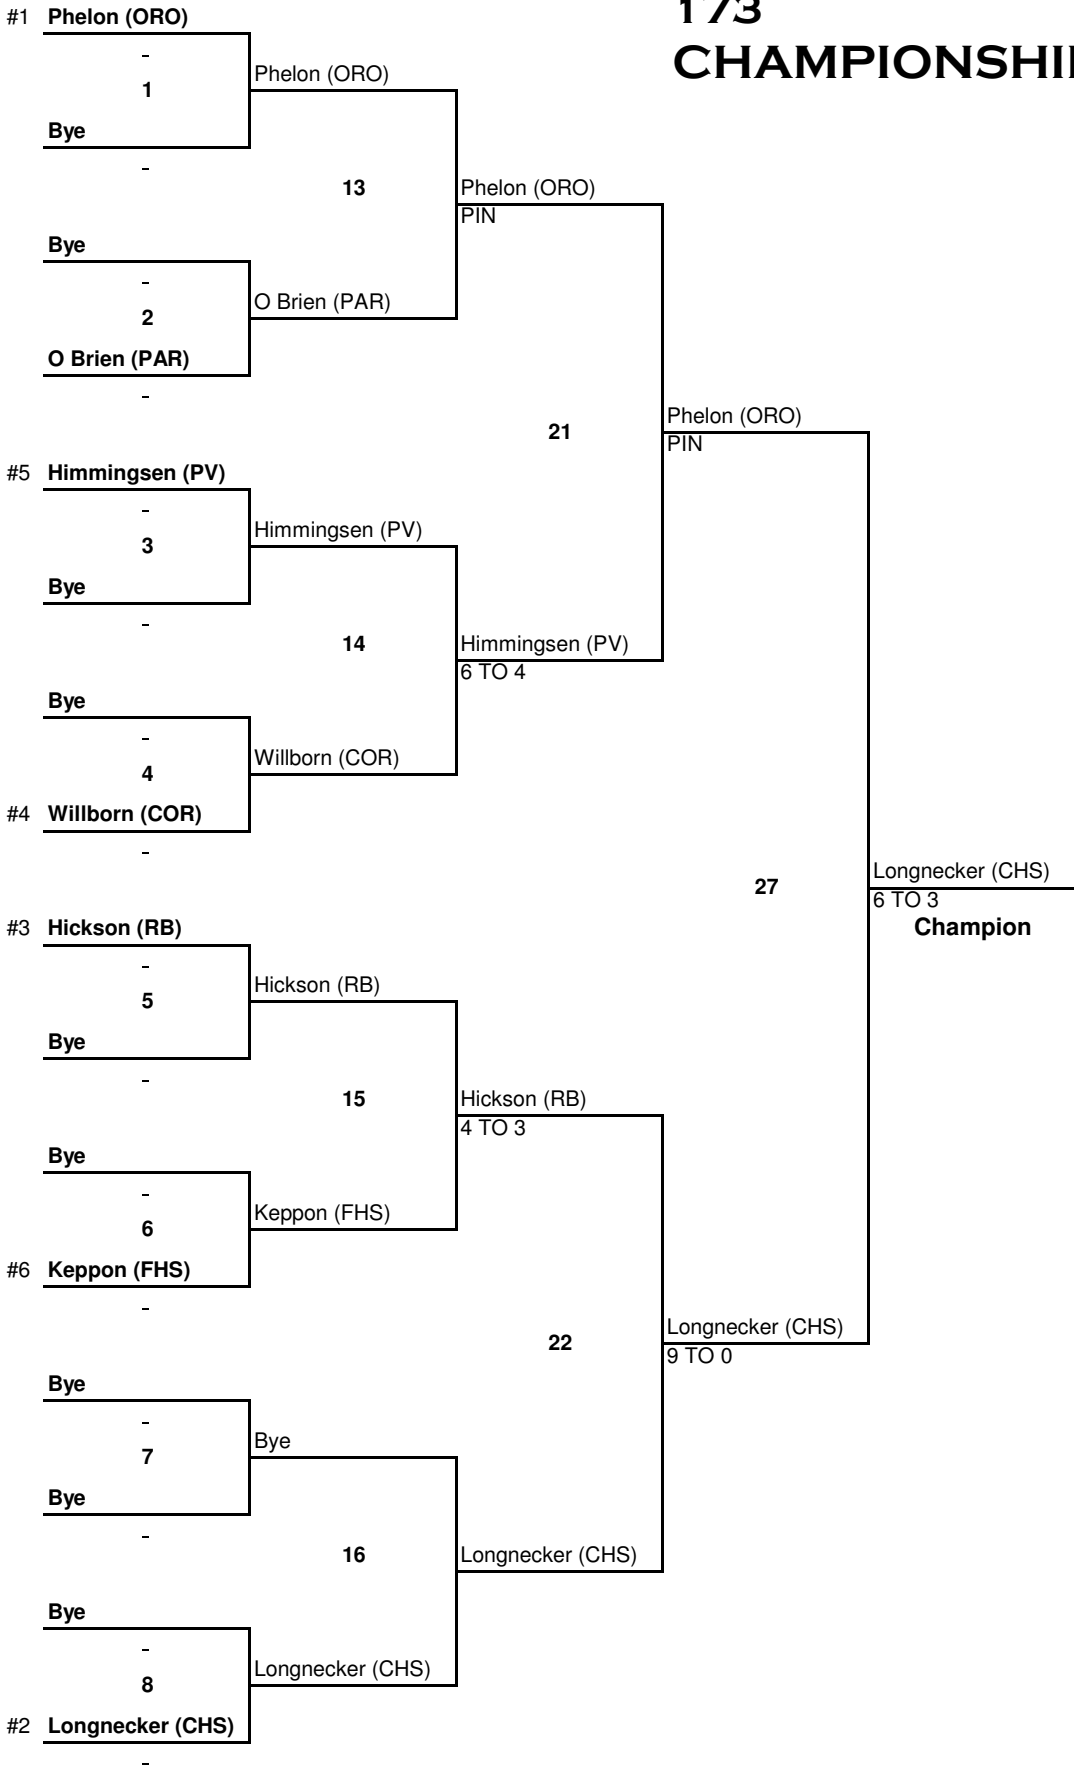 173
CHAMPIONSHI
#1 Phelon (ORO)
-
1
Phelon (ORO)
Bye
-
13
Phelon (ORO)
PIN
Bye
-
2
O Brien (PAR)
O Brien (PAR)
-
21
Phelon (ORO)
PIN
#5 Himmingsen (PV)
-
3
Himmingsen (PV)
Bye
-
14
Himmingsen (PV)
6 TO 4
Bye
-
4
Willborn (COR)
#4 Willborn (COR)
-
27
Longnecker (CHS)
6 TO 3
Champion
#3 Hickson (RB)
-
5
Hickson (RB)
Bye
-
15
Hickson (RB)
4 TO 3
Bye
-
6
Keppon (FHS)
#6 Keppon (FHS)
-
22
Longnecker (CHS)
9 TO 0
Bye
-
7
Bye
Bye
-
16
Longnecker (CHS)
Bye
-
8
Longnecker (CHS)
#2 Longnecker (CHS)
-